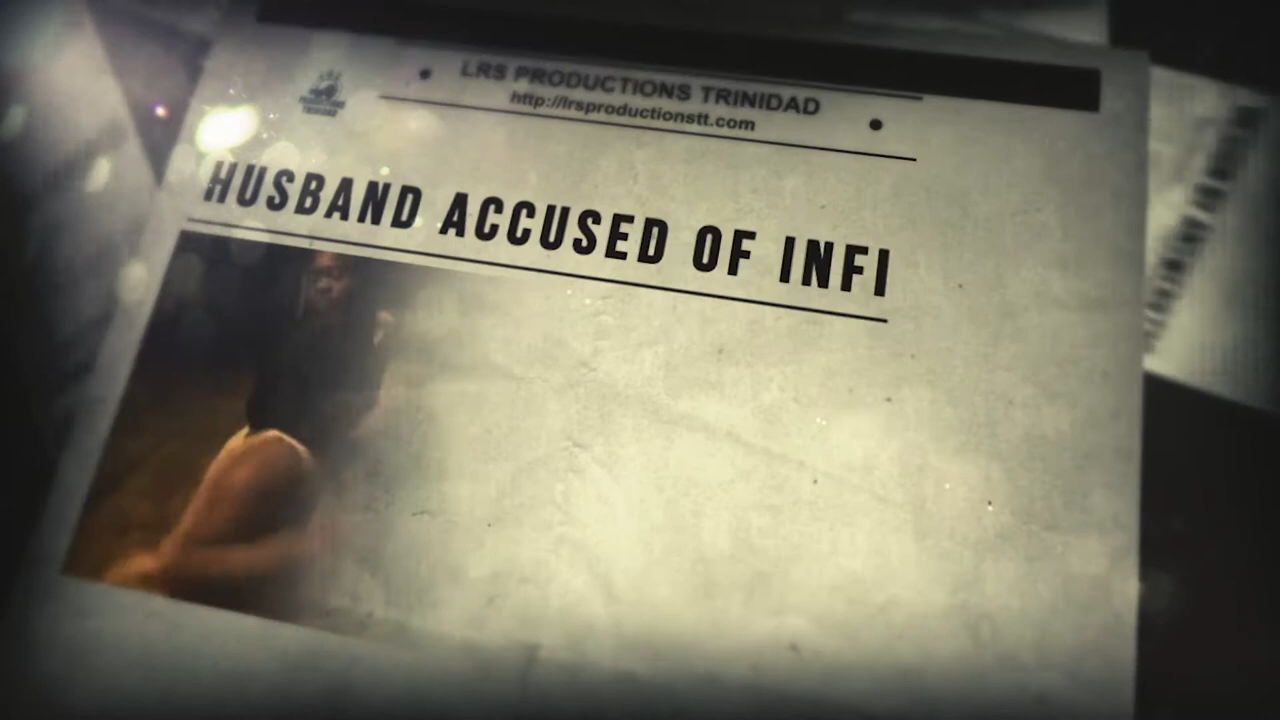 LRS PRODUCTIONS TRINIDAD
http://lrsproductionstt.com
HUSBAND ACCUSED OF INFI